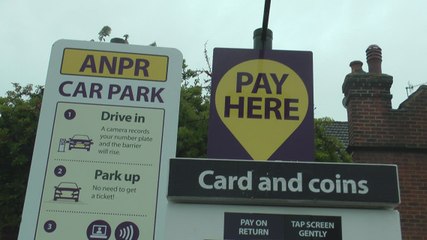 ANPR
CAR PARK
1
Drive in
A camera records
your number plate
and the barrier
will rise.
2
Park up
No need to get
a ticket!
3
PAY
HERE
Card and coins
PAY ON
RETURN
TAP SCREEN
GENTLY